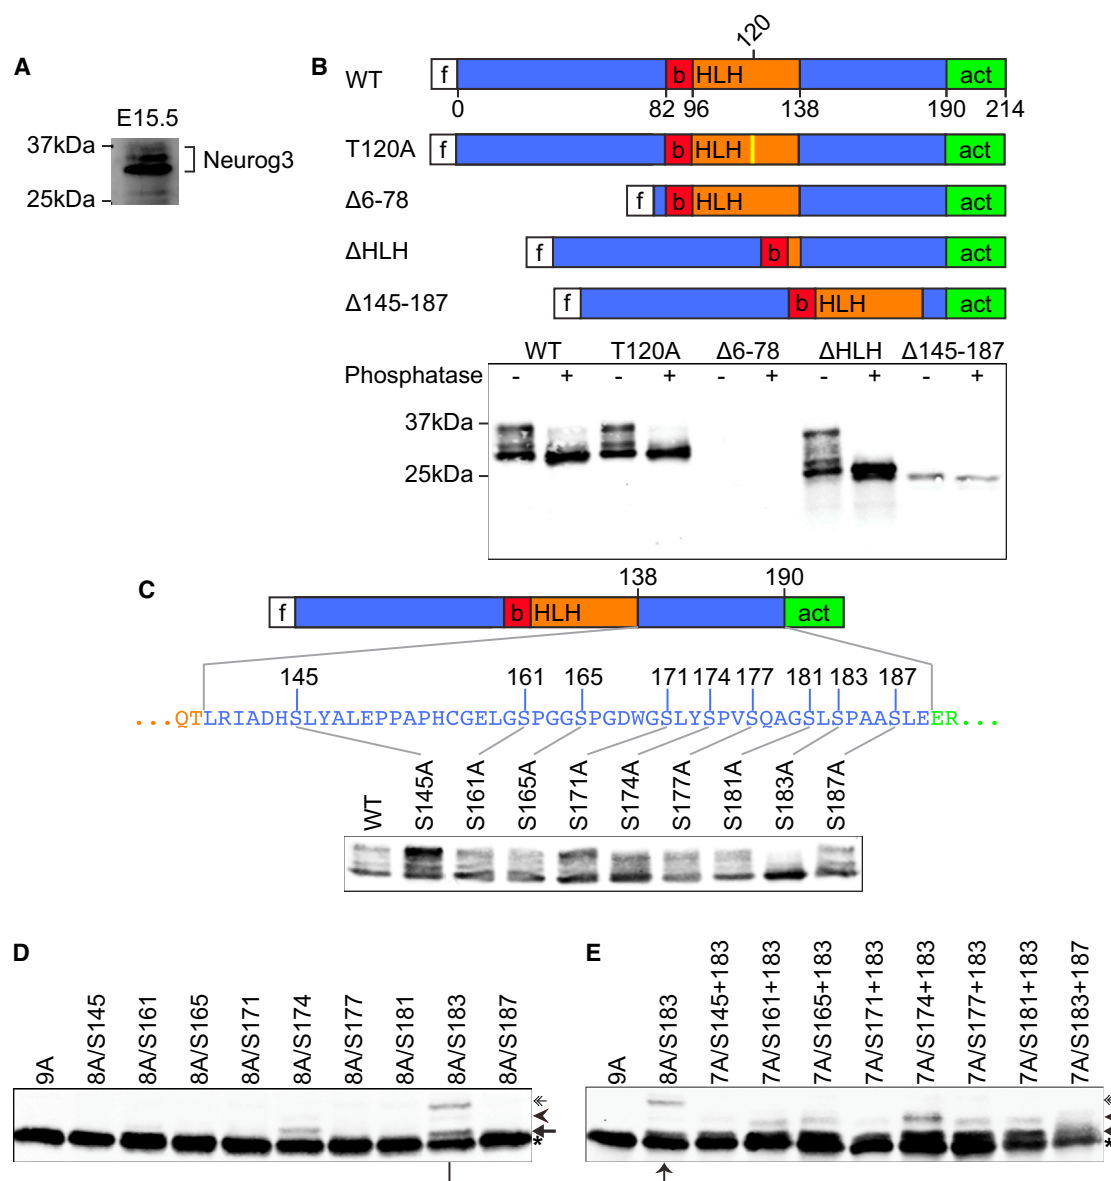 A
E15.5
37kDa
Neurog3
25kDa
B
120
WT
f
b
HLH
act
0
82
96
138
190
214
T120A
f
b
HLH
act
Δ6-78
f
b
HLH
act
ΔHLH
f
b
act
Δ145-187
f
b
HLH
act
WT T120A Δ6-78 ΔHLH Δ145-187
Phosphatase - + - + - + - + - +
37kDa
25kDa
C
138 190
f
b
HLH
act
145 161 165 171 174 177 181 183 187
...QTLRIADHSLYALEPPAPHCGELGSPGGSPGDWGSLYSPVSQAGSLSPAASLEER...
WT S145A S161A S165A S171A S174A S177A S181A S183A S187A
D
9A 8A/S145 8A/S161 8A/S165 8A/S171 8A/S174 8A/S177 8A/S181 8A/S183 8A/S187
*
E
9A 8A/S183 7A/S145+183 7A/S161+183 7A/S165+183 7A/S171+183 7A/S174+183 7A/S177+183 7A/S181+183 7A/S183+187
*